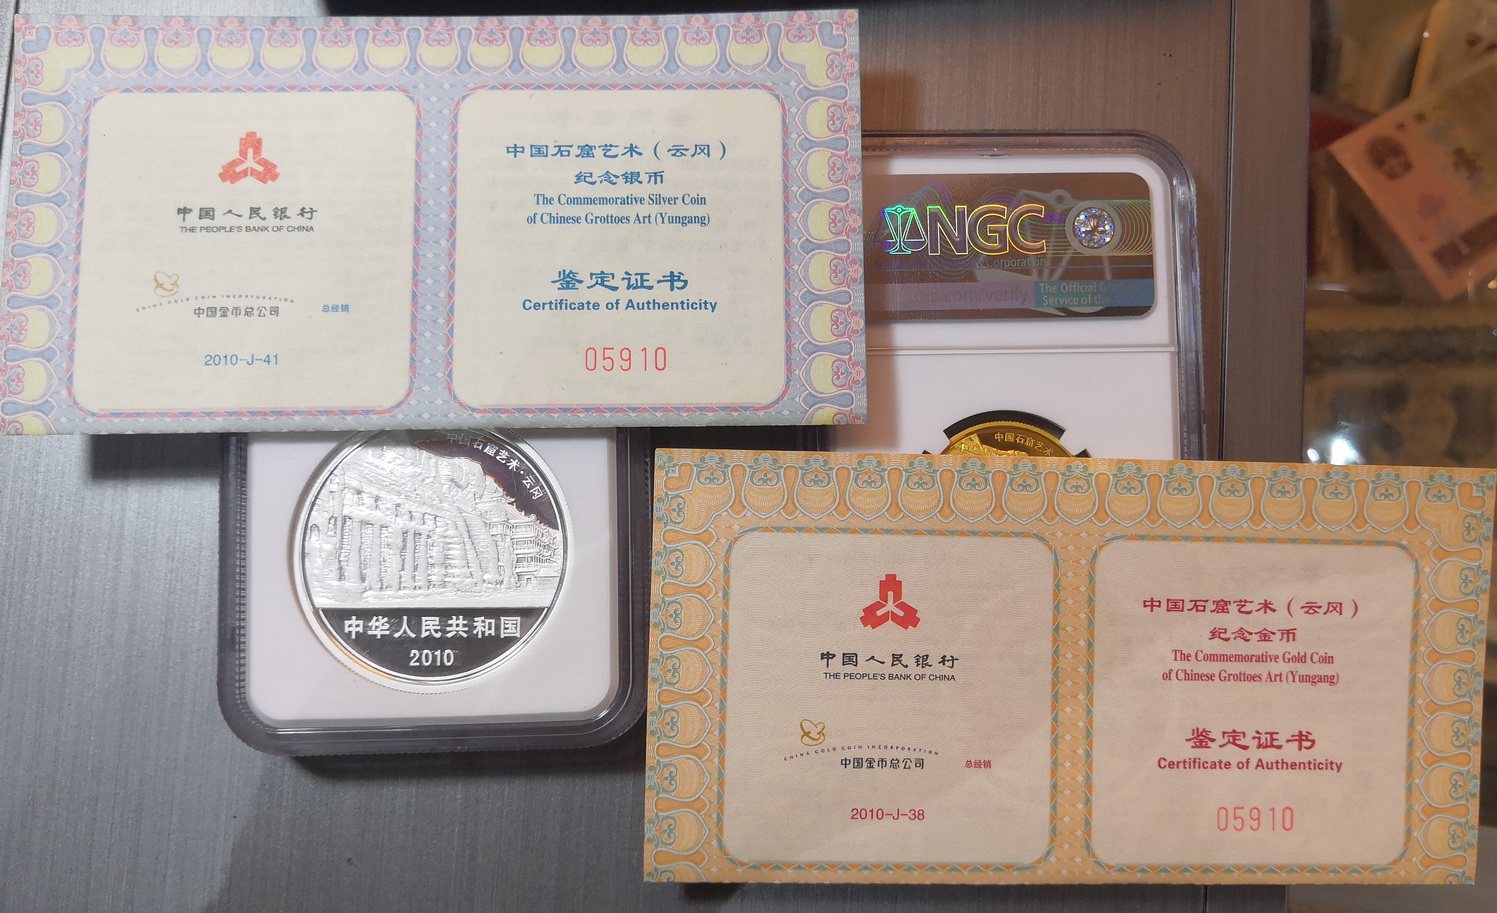 中国人民银行
THE PEOPLE'S BANK OF CHINA
CHINA GOLD COIN INCORPORATION
中国金币总公司
总经销
2010-J-41
中国石窟艺术（云冈）
纪念银币
The Commemorative Silver Coin
of Chinese Grottoes Art (Yungang)
鉴定证书
Certificate of Authenticity
05910
NGC
Corporation
com/verify
The Official
Service of the
中国石窟艺术·云冈
中华人民共和国
2010
中国石窟艺术
中国人民银行
THE PEOPLE'S BANK OF CHINA
CHINA GOLD COIN INCORPORATION
中国金币总公司
总经销
2010-J-38
中国石窟艺术（云冈）
纪念金币
The Commemorative Gold Coin
of Chinese Grottoes Art (Yungang)
鉴定证书
Certificate of Authenticity
05910